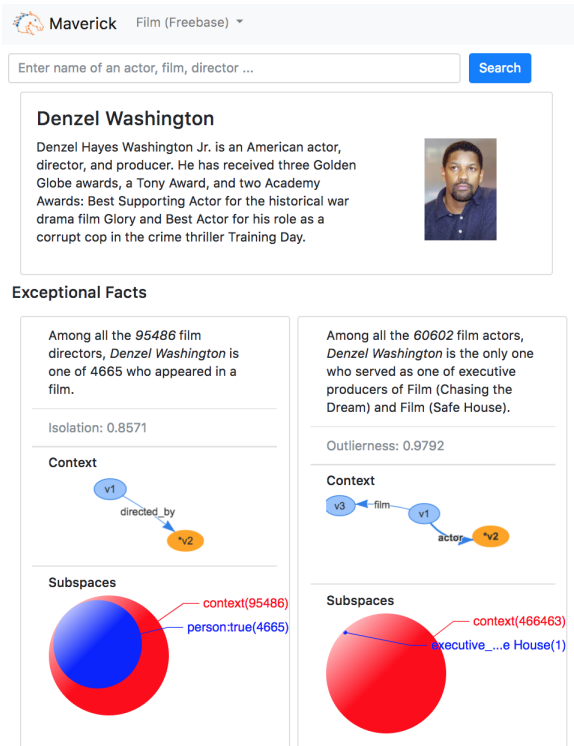 Maverick Film (Freebase)
Enter name of an actor, film, director ... Search
Denzel Washington
Denzel Hayes Washington Jr. is an American actor,
director, and producer. He has received three Golden
Globe awards, a Tony Award, and two Academy
Awards: Best Supporting Actor for the historical war
drama film Glory and Best Actor for his role as a
corrupt cop in the crime thriller Training Day.
Exceptional Facts
Among all the 95486 film
directors, Denzel Washington is
one of 4665 who appeared in a
film.
Isolation: 0.8571
Context
v1
directed_by
*v2
Subspaces
context(95486)
person:true(4665)
Among all the 60602 film actors,
Denzel Washington is the only one
who served as one of executive
producers of Film (Chasing the
Dream) and Film (Safe House).
Outlierness: 0.9792
Context
v3 film v1
actor *v2
Subspaces
context(466463)
executive_...e House(1)